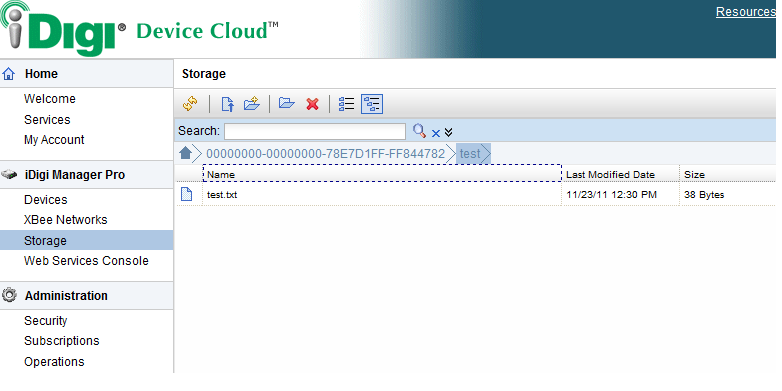 iDigi® Device Cloud™
Resources
Home
Welcome
Services
My Account
iDigi Manager Pro
Devices
XBee Networks
Storage
Web Services Console
Administration
Security
Subscriptions
Operations
Storage
Search:
00000000-00000000-78E7D1FF-FF844782 test
Name Last Modified Date Size
test.txt 11/23/11 12:30 PM 38 Bytes